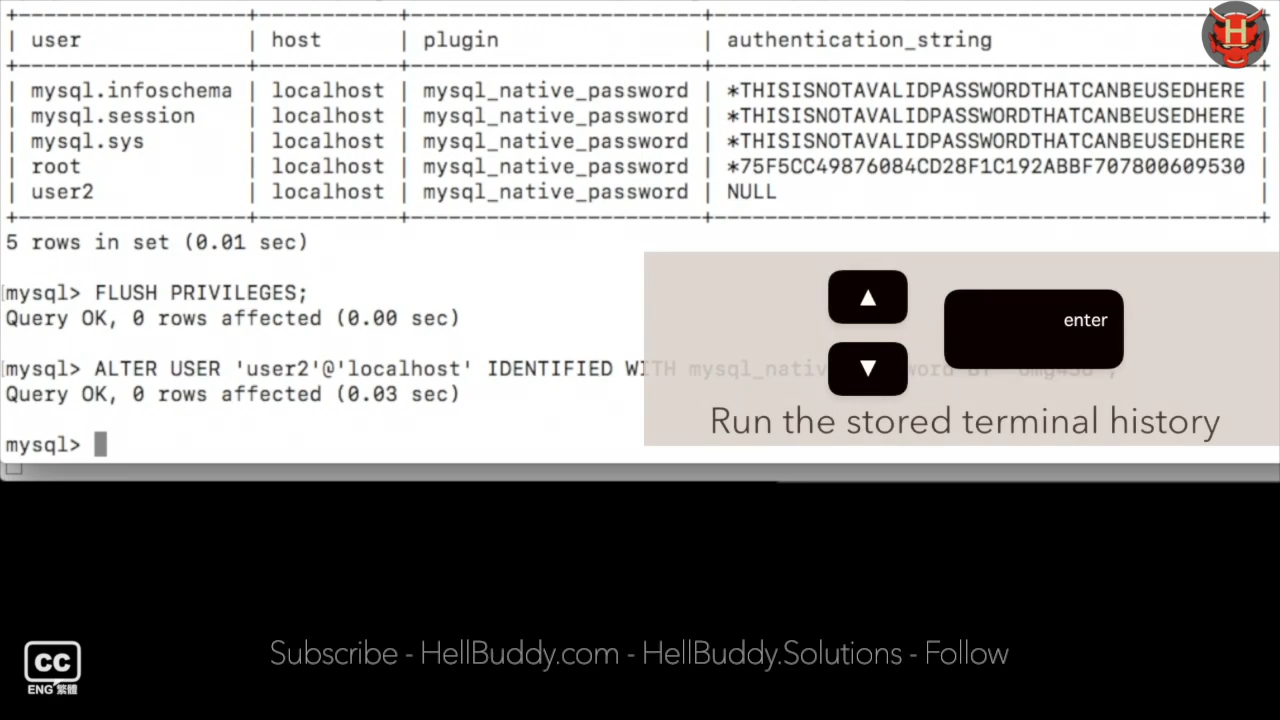 | user | host | plugin | authentication_string |
| mysql.infoschema | localhost | mysql_native_password | *THISISNOTAVALIDPASSWORDTHATCANBEUSEDHERE |
| mysql.session | localhost | mysql_native_password | *THISISNOTAVALIDPASSWORDTHATCANBEUSEDHERE |
| mysql.sys | localhost | mysql_native_password | *THISISNOTAVALIDPASSWORDTHATCANBEUSEDHERE |
| root | localhost | mysql_native_password | *75F5CC49876084CD28F1C192ABBF707800609530 |
| user2 | localhost | mysql_native_password | NULL |
5 rows in set (0.01 sec)
mysql> FLUSH PRIVILEGES;
Query OK, 0 rows affected (0.00 sec)
mysql> ALTER USER 'user2'@'localhost' IDENTIFIED WITH
Query OK, 0 rows affected (0.03 sec)
mysql>
H
▲
enter
▼
Run the stored terminal history
Subscribe - HellBuddy.com - HellBuddy.Solutions - Follow
CC
ENG 繁體